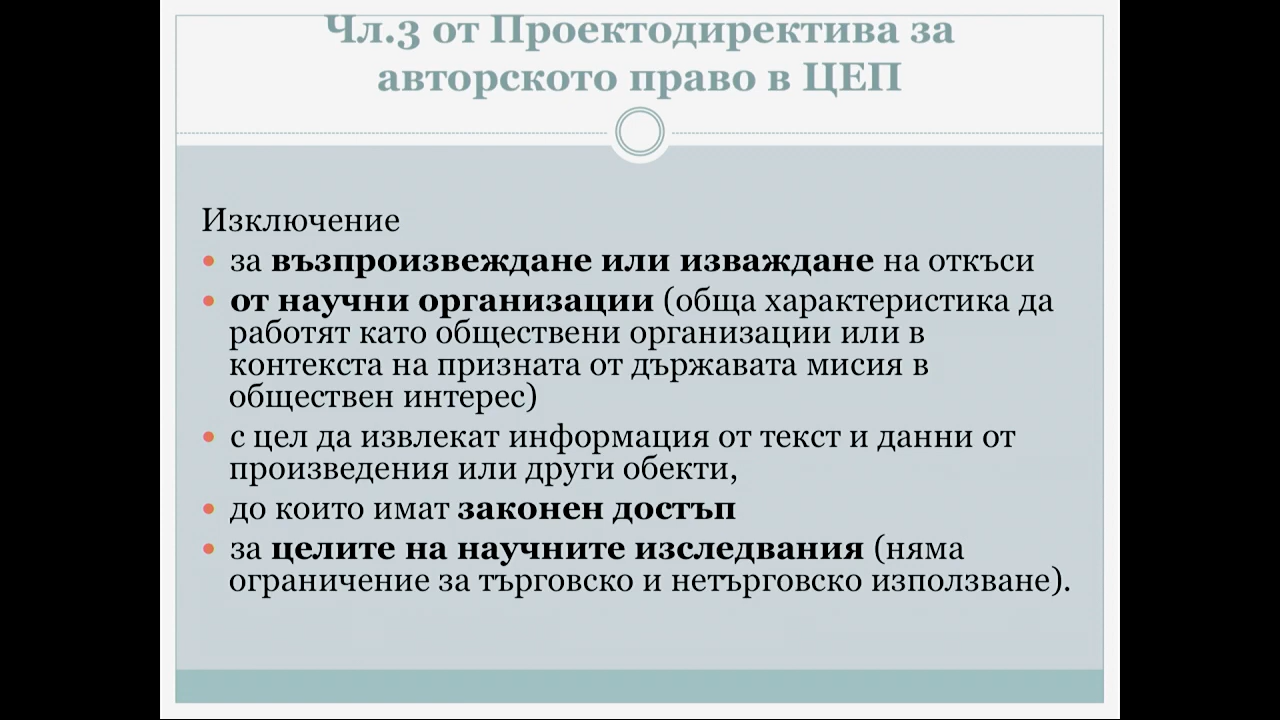 Чл.3 от Проектодиректива за
авторското право в ЦЕП
Изключение
• за възпроизвеждане или изваждане на откъси
• от научни организации (обща характеристика да
работят като обществени организации или в
контекста на призната от държавата мисия в
обществен интерес)
• с цел да извлекат информация от текст и данни от
произведения или други обекти,
• до които имат законен достъп
• за целите на научните изследвания (няма
ограничение за търговско и нетърговско използване).